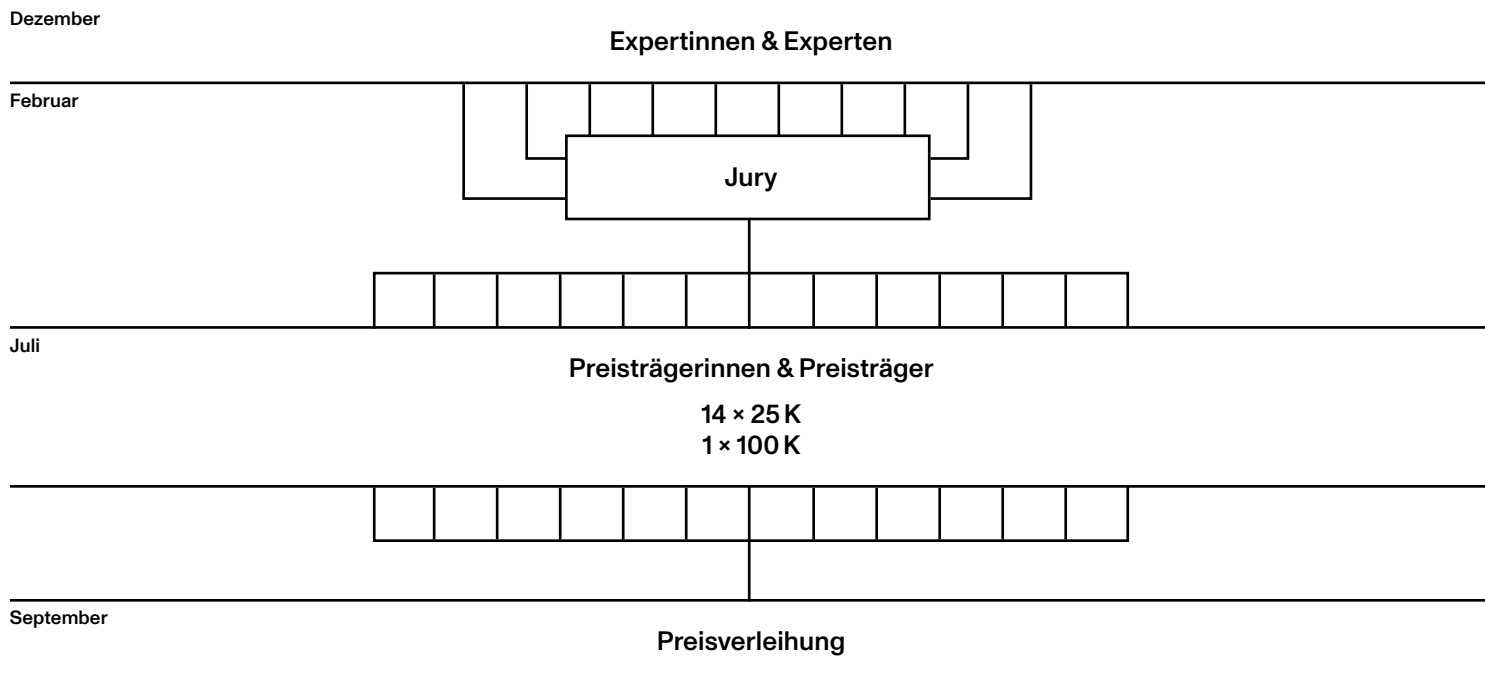 Dezember
Expertinnen & Experten
Februar
Jury
Juli
Preisträgerinnen & Preisträger
14 × 25 K
1 × 100 K
September
Preisverleihung